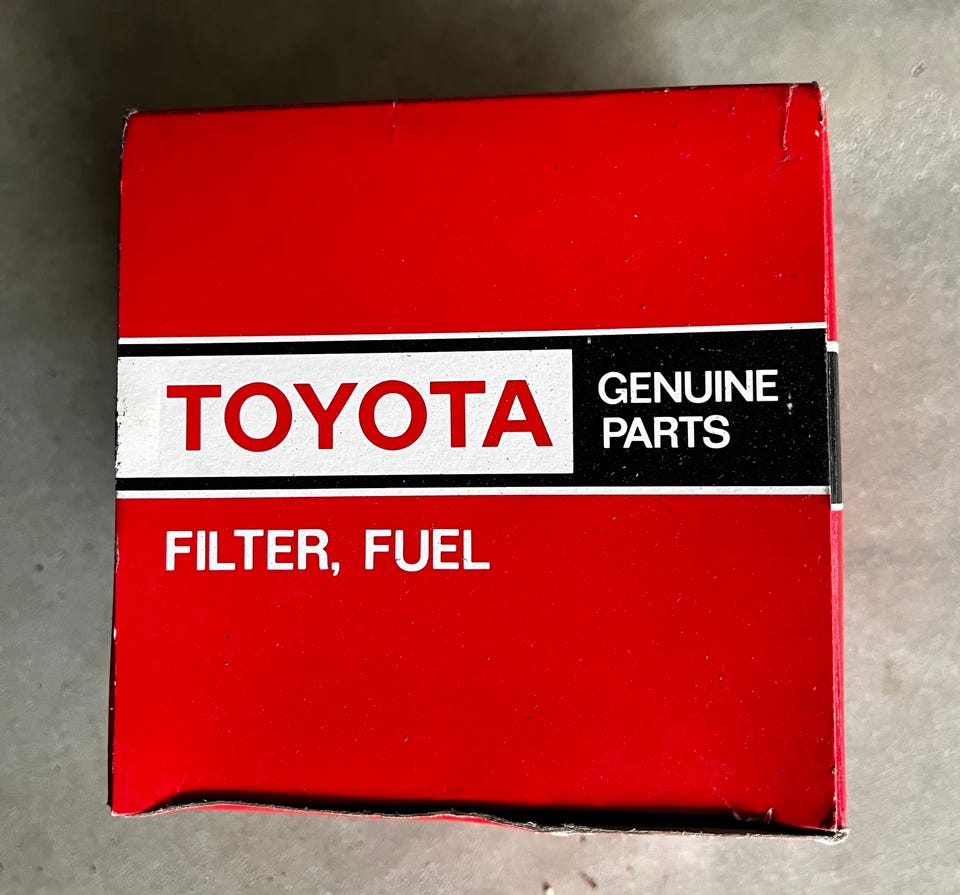 TOYOTA
GENUINE
PARTS
FILTER, FUEL